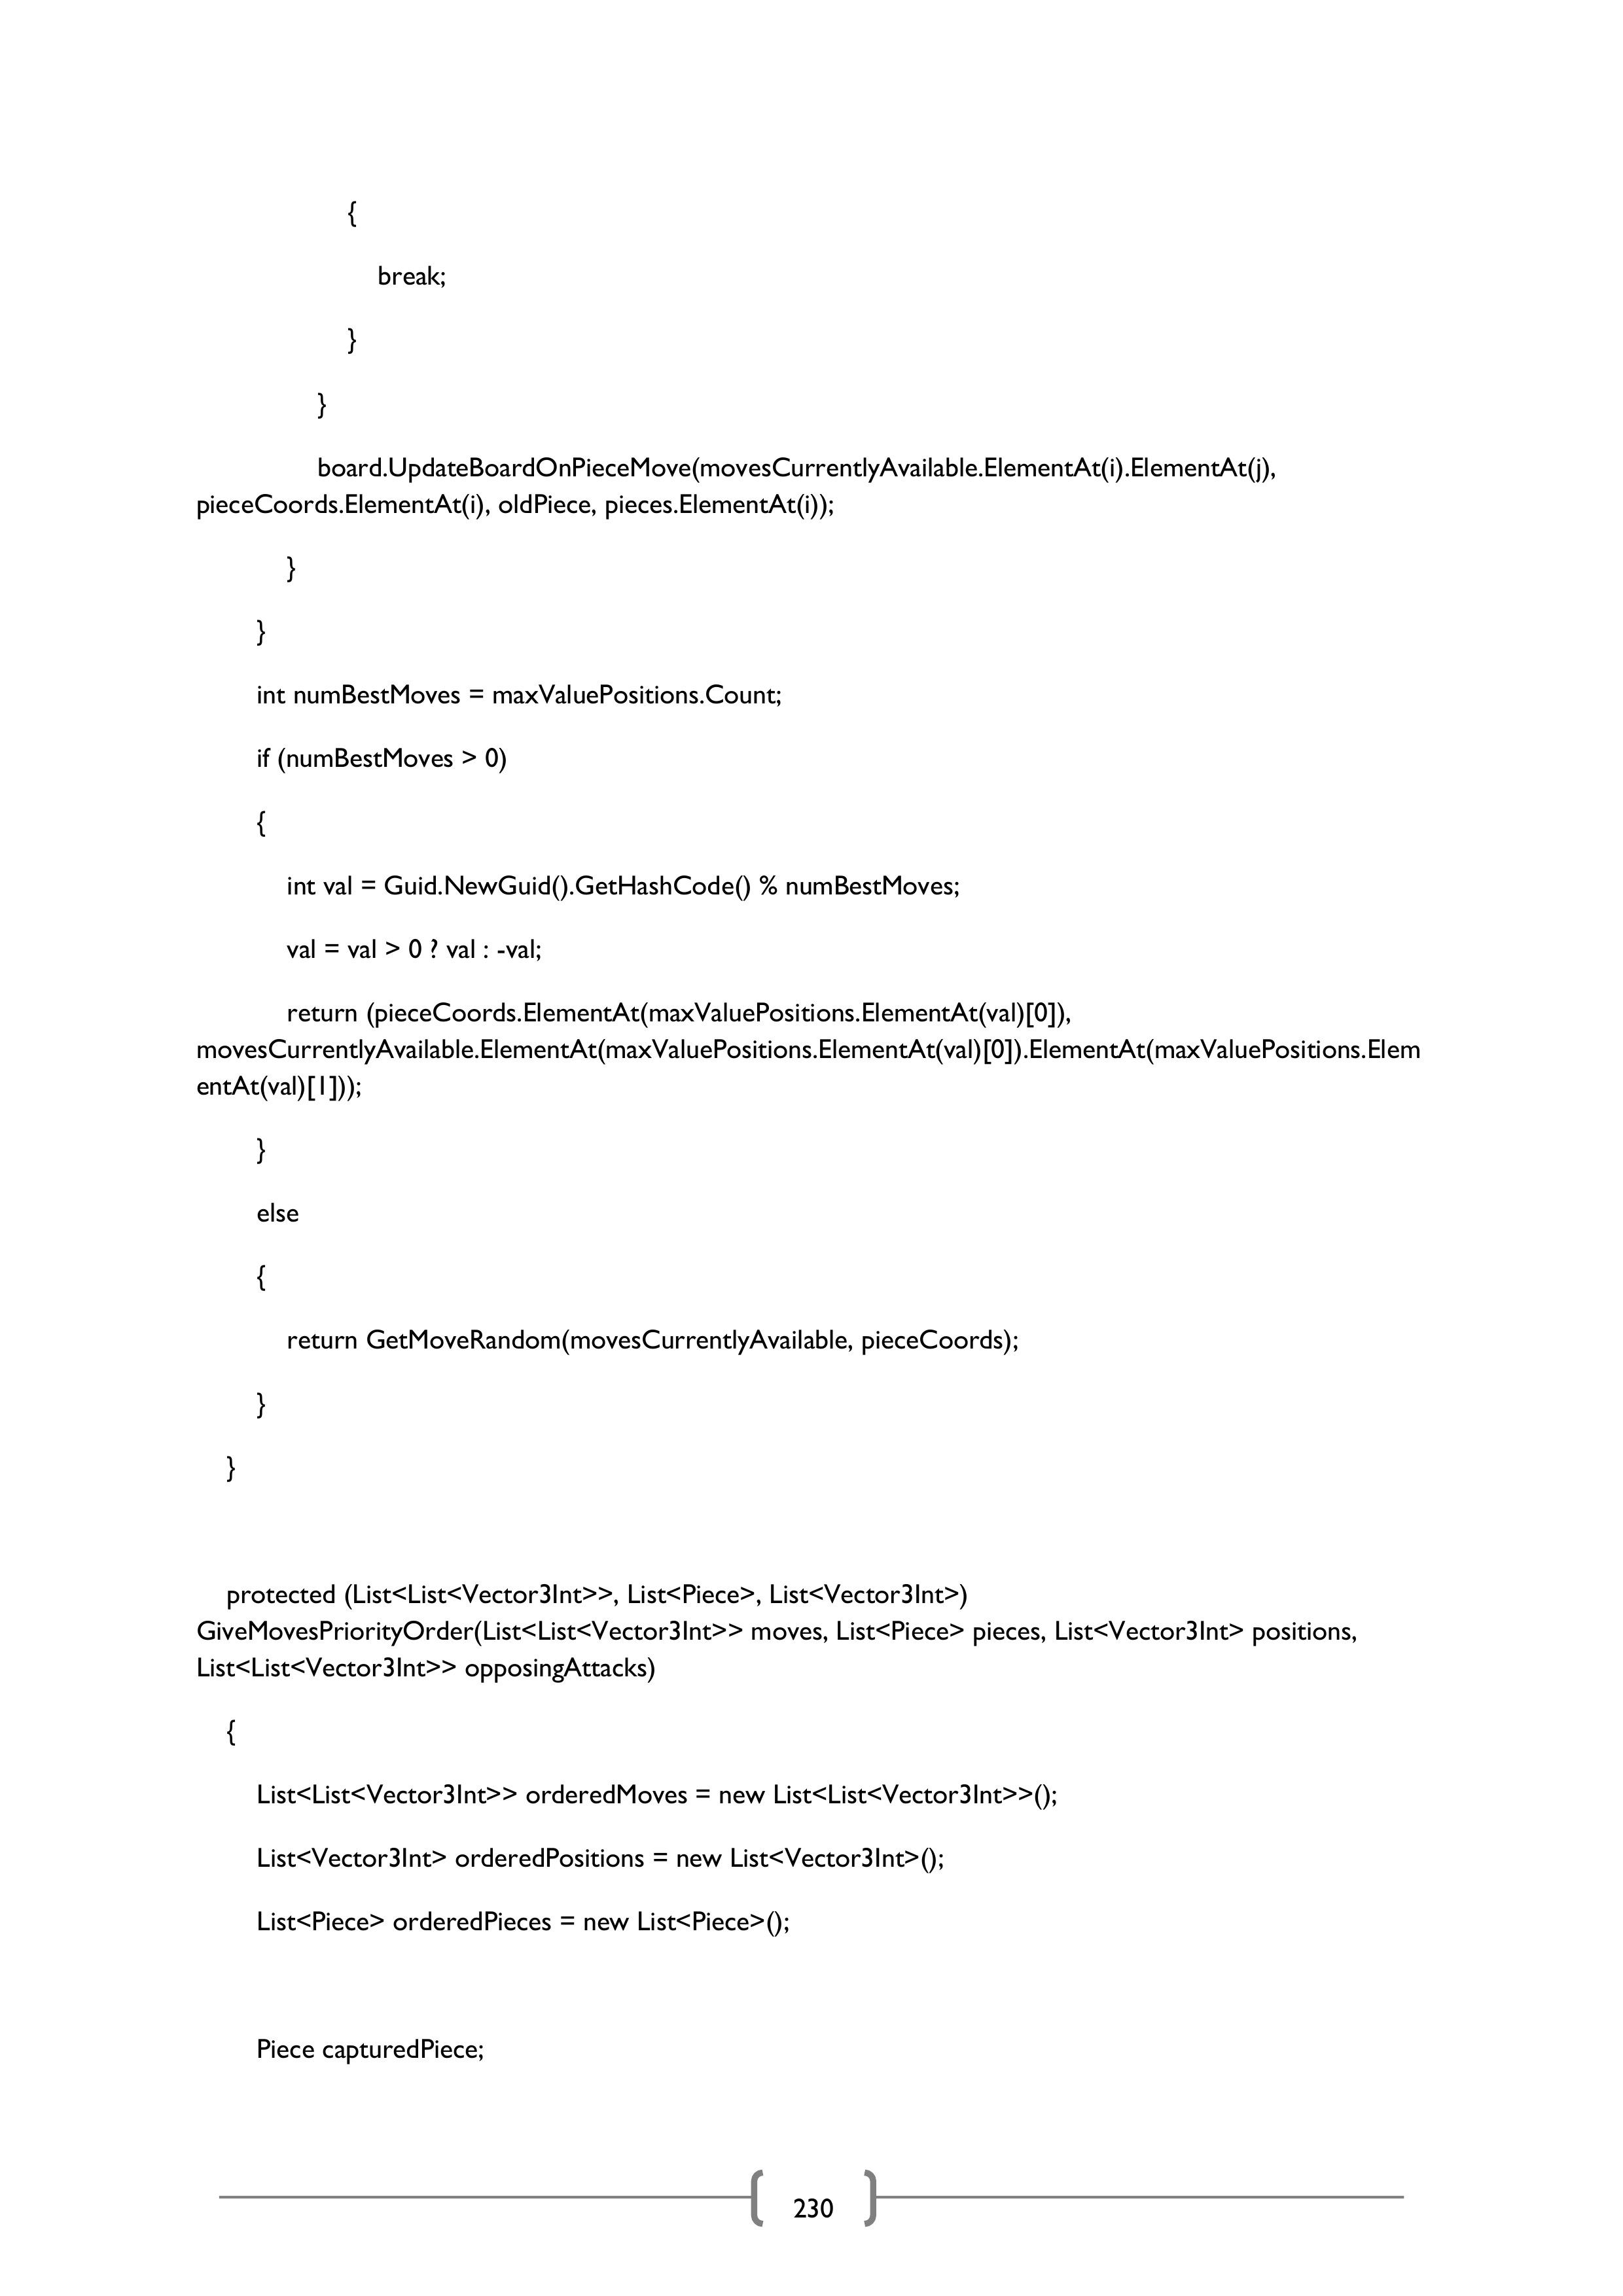 {
break;
}
}
board.UpdateBoardOnPieceMove(movesCurrentlyAvailable.ElementAt(i).ElementAt(j),
pieceCoords.ElementAt(i), oldPiece, pieces.ElementAt(i));
}
}
int numBestMoves = maxValuePositions.Count;
if (numBestMoves > 0)
{
int val = Guid.NewGuid().GetHashCode() % numBestMoves;
val = val > 0 ? val : -val;
return (pieceCoords.ElementAt(maxValuePositions.ElementAt(val)[0]),
movesCurrentlyAvailable.ElementAt(maxValuePositions.ElementAt(val)[0]).ElementAt(maxValuePositions.Elem
entAt(val)[1]));
}
else
{
return GetMoveRandom(movesCurrentlyAvailable, pieceCoords);
}
}
protected (List<List<Vector3Int>>, List<Piece>, List<Vector3Int>)
GiveMovesPriorityOrder(List<List<Vector3Int>> moves, List<Piece> pieces, List<Vector3Int> positions,
List<List<Vector3Int>> opposingAttacks)
{
List<List<Vector3Int>> orderedMoves = new List<List<Vector3Int>>();
List<Vector3Int> orderedPositions = new List<Vector3Int>();
List<Piece> orderedPieces = new List<Piece>();
Piece capturedPiece;
230